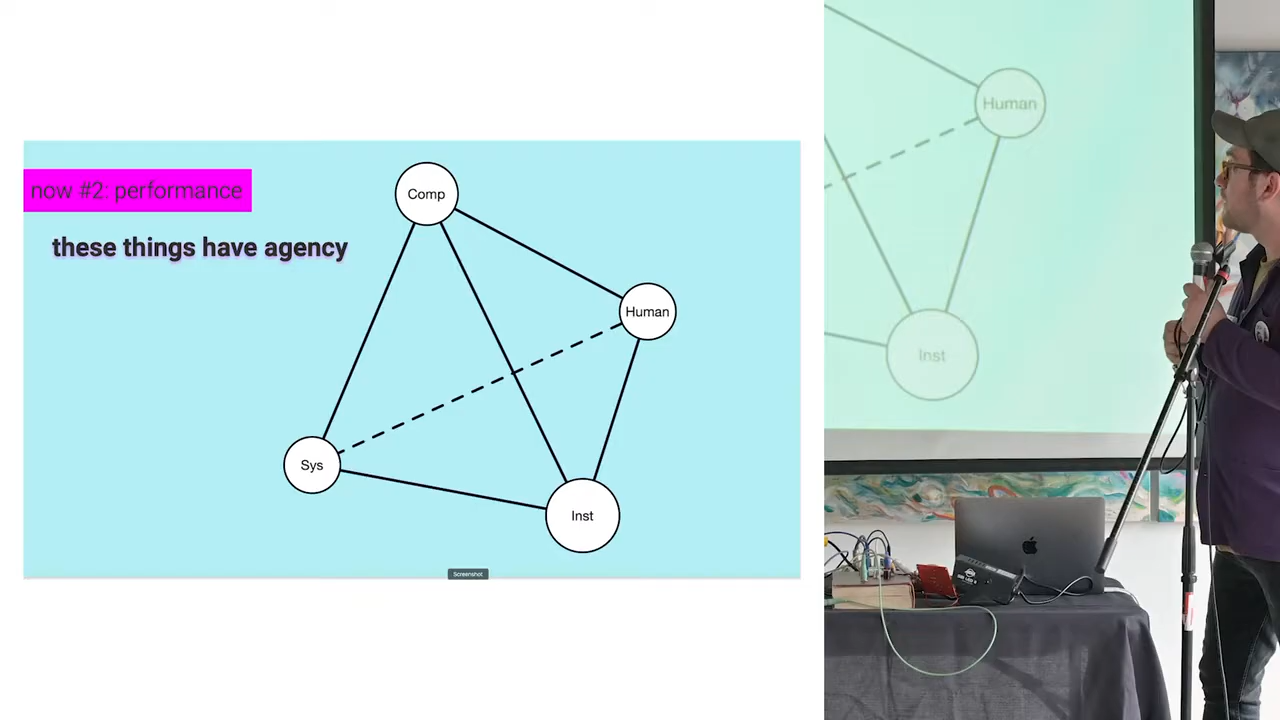 now #2: performance
these things have agency
Comp
Human
Sys
Inst
Screenshot
Human
Inst